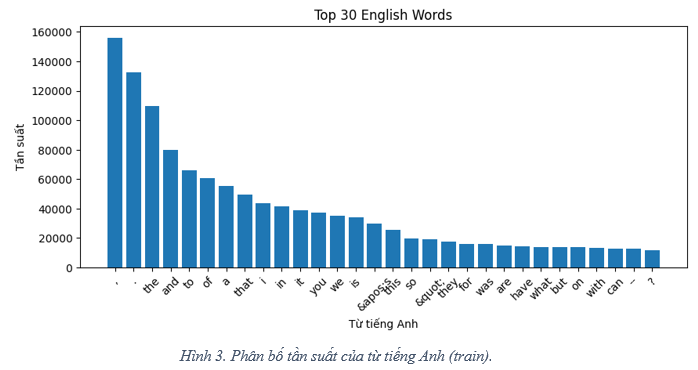 Top 30 English Words
160000
140000
120000
100000
80000
60000
40000
20000
0
Tần suất
, . the and to of a that i in it you we is &apos;s this so &quot; they for was are have what but on with can -- ?
Từ tiếng Anh
Hình 3. Phân bố tần suất của từ tiếng Anh (train).